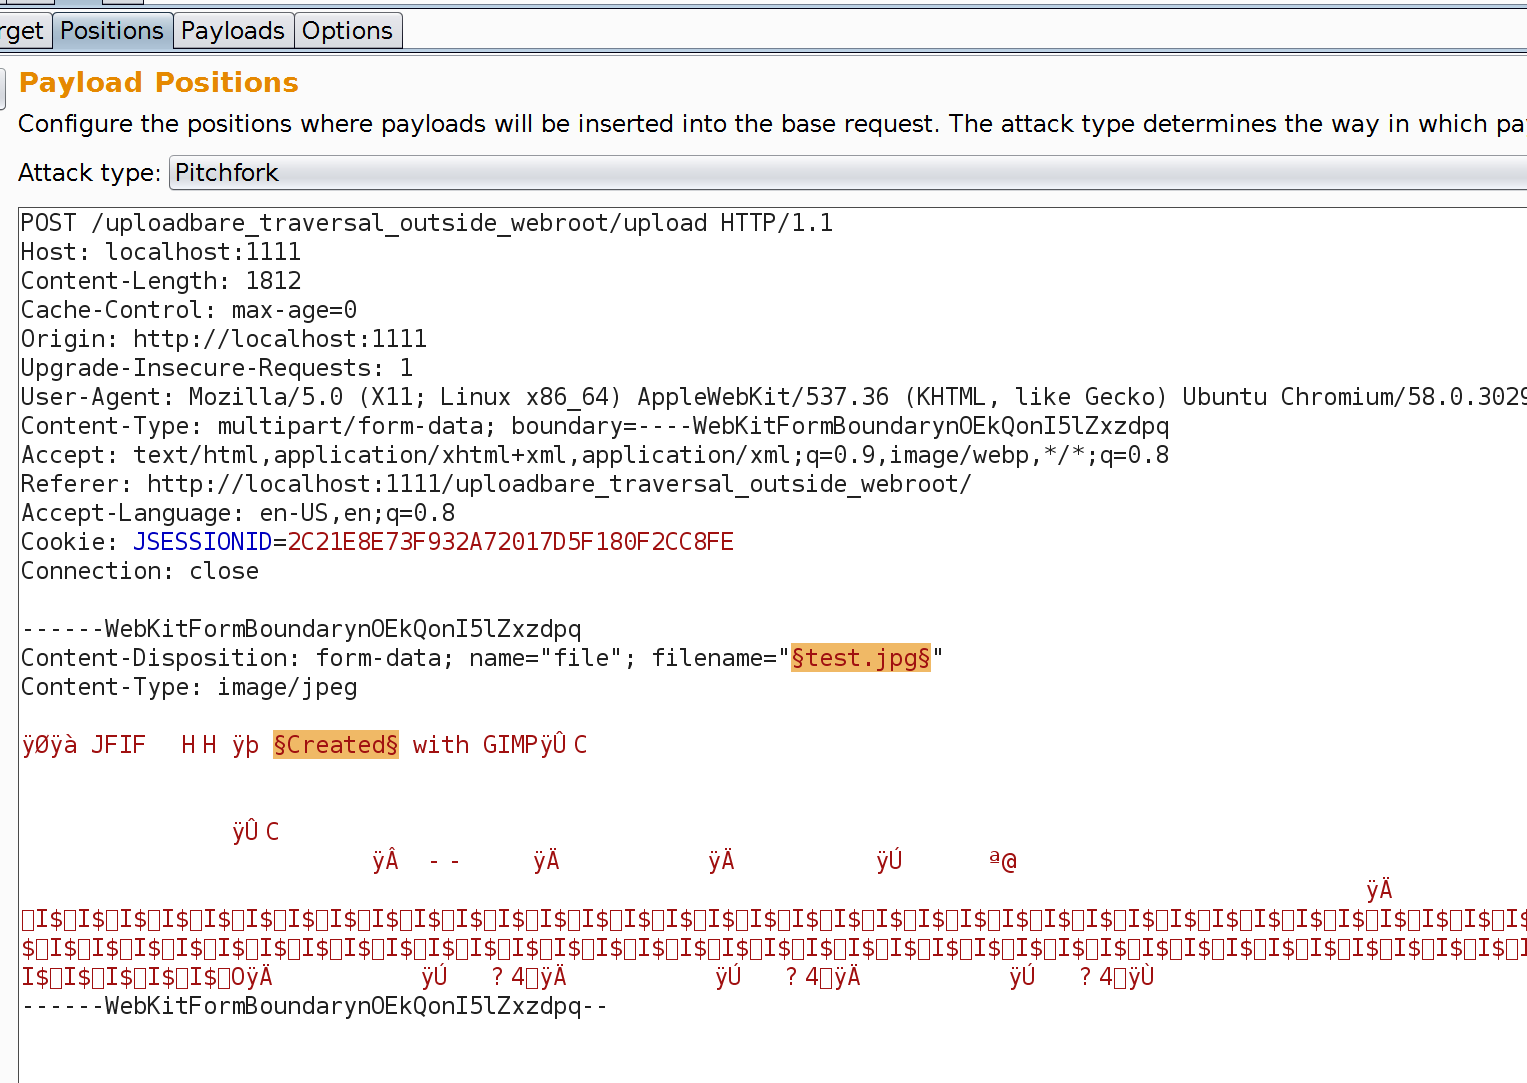 rget Positions Payloads Options
Payload Positions
Configure the positions where payloads will be inserted into the base request. The attack type determines the way in which pa
Attack type: Pitchfork
POST /uploadbare_traversal_outside_webroot/upload HTTP/1.1
Host: localhost:1111
Content-Length: 1812
Cache-Control: max-age=0
Origin: http://localhost:1111
Upgrade-Insecure-Requests: 1
User-Agent: Mozilla/5.0 (X11; Linux x86_64) AppleWebKit/537.36 (KHTML, like Gecko) Ubuntu Chromium/58.0.3029
Content-Type: multipart/form-data; boundary=----WebKitFormBoundarynOEkQonI5lZxzdpq
Accept: text/html,application/xhtml+xml,application/xml;q=0.9,image/webp,*/*;q=0.8
Referer: http://localhost:1111/uploadbare_traversal_outside_webroot/
Accept-Language: en-US,en;q=0.8
Cookie: JSESSIONID=2C21E8E73F932A72017D5F180F2CC8FE
Connection: close
------WebKitFormBoundarynOEkQonI5lZxzdpq
Content-Disposition: form-data; name="file"; filename="§test.jpg§"
Content-Type: image/jpeg
ÿØÿà JFIF H H ÿþ §Created§ with GIMPÿÛ C
ÿÛ C
ÿÂ - - ÿÄ ÿÄ ÿÚ ª@
ÿÄ
□I$□I$□I$□I$□I$□I$□I$□I$□I$□I$□I$□I$□I$□I$□I$□I$□I$□I$□I$□I$□I$□I$□I$□I$□I$□I$□I$□I$□I$□I$□I$□I$□I$□I$□I$□I$
$□I$□I$□I$□I$□I$□I$□I$□I$□I$□I$□I$□I$□I$□I$□I$□I$□I$□I$□I$□I$□I$□I$□I$□I$□I$□I$□I$□I$□I$□I$□I$□I$□I$□I$□I$□I
I$□I$□I$□I$□I$□OÿÄ ÿÚ ? 4□ÿÄ ÿÚ ? 4□ÿÄ ÿÚ ? 4□ÿÙ
------WebKitFormBoundarynOEkQonI5lZxzdpq--